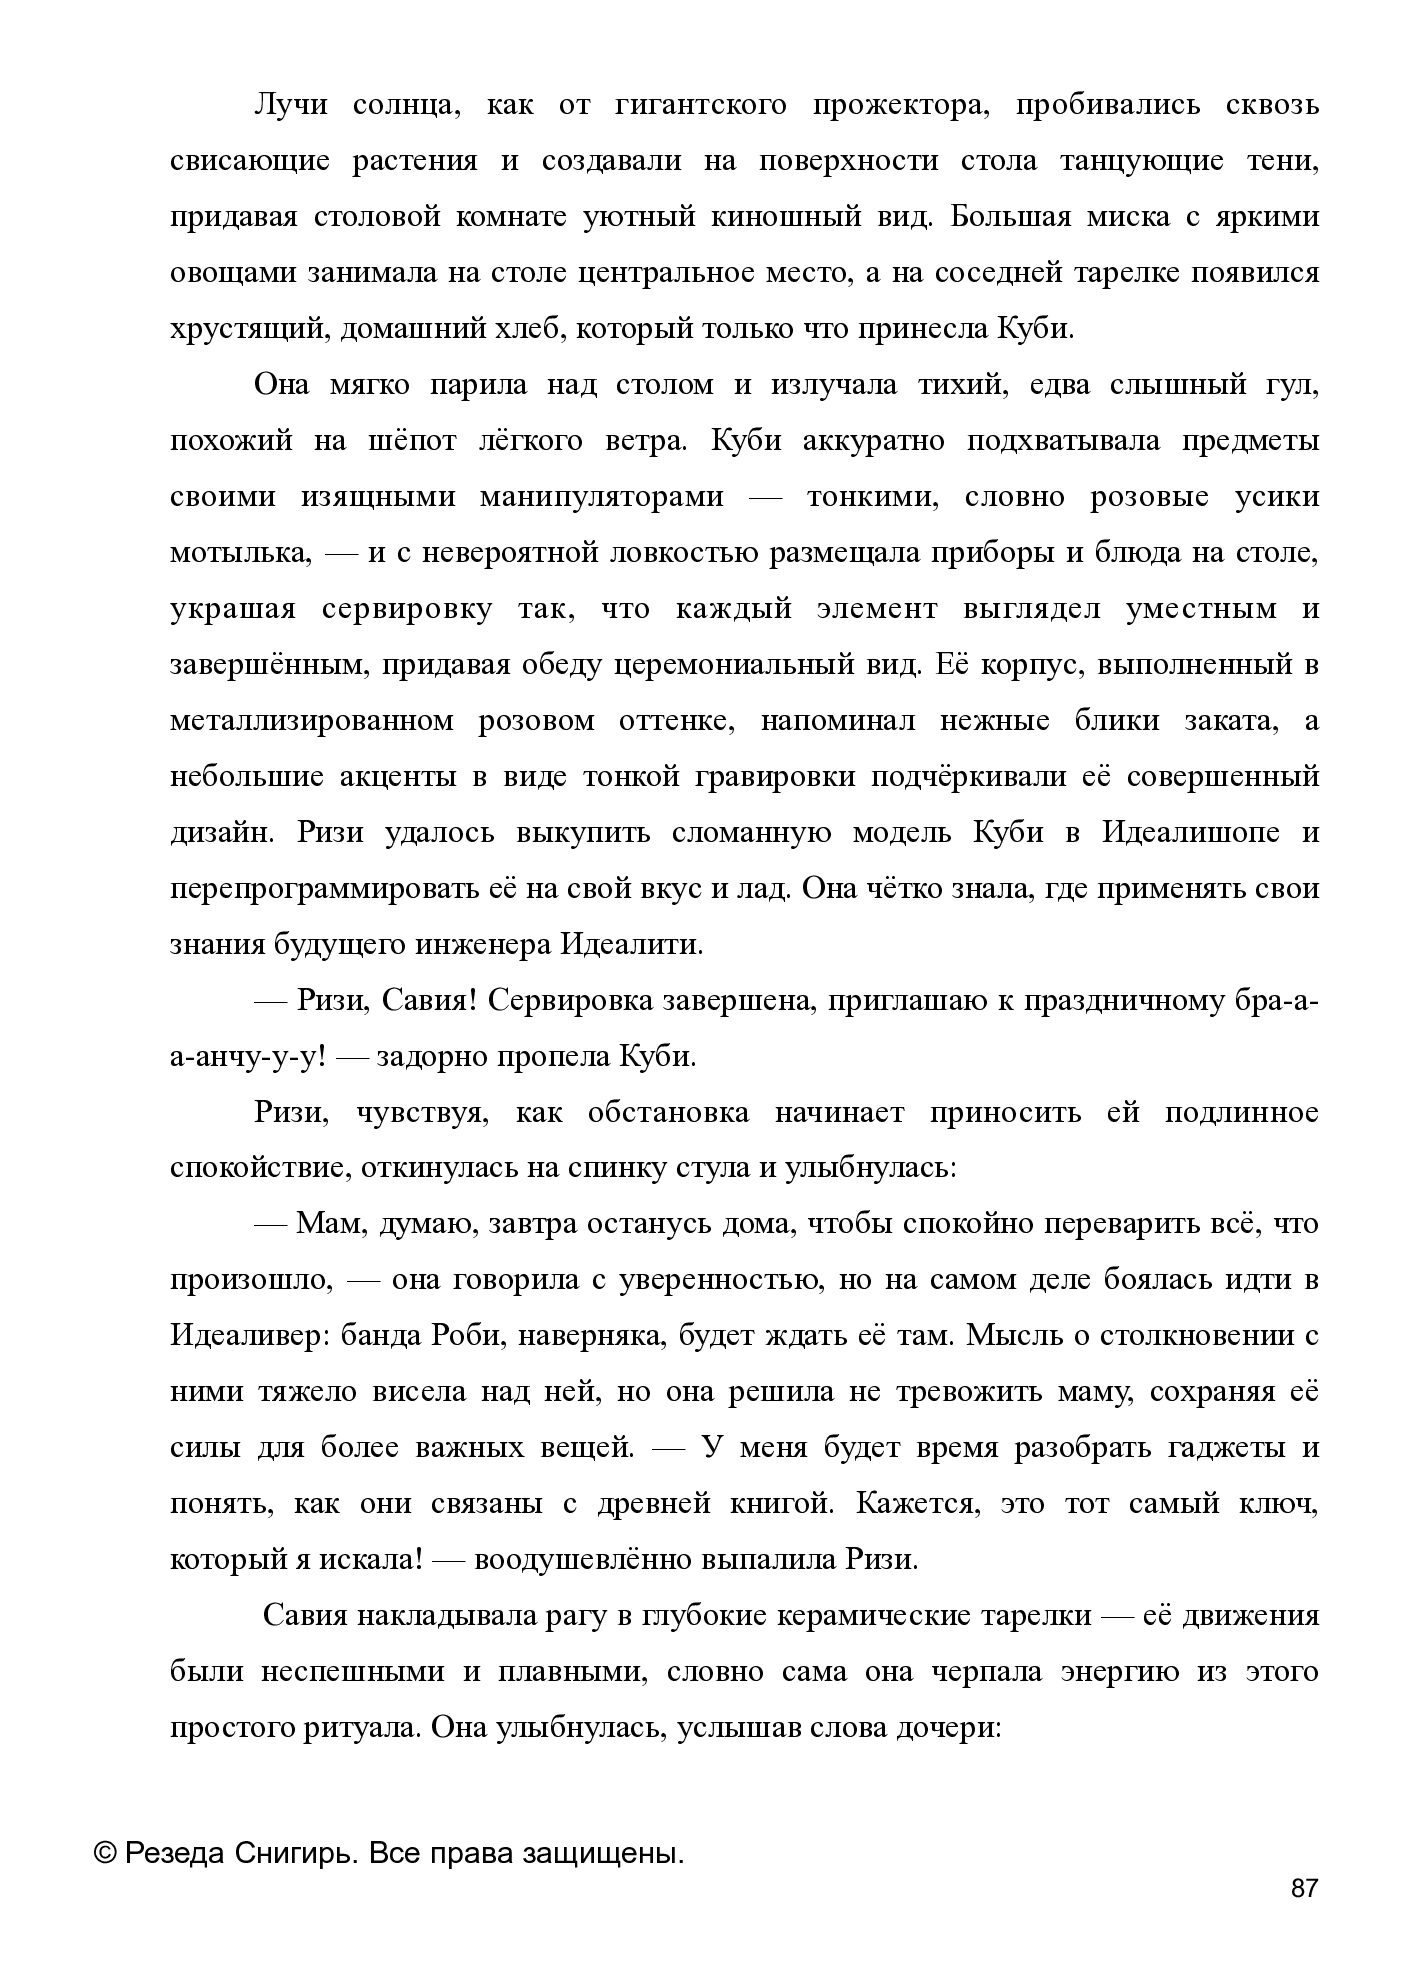 Лучи солнца, как от гигантского прожектора, пробивались сквозь
свисающие растения и создавали на поверхности стола танцующие тени,
придавая столовой комнате уютный киношный вид. Большая миска с яркими
овощами занимала на столе центральное место, а на соседней тарелке появился
хрустящий, домашний хлеб, который только что принесла Куби.
Она мягко парила над столом и излучала тихий, едва слышный гул,
похожий на шёпот лёгкого ветра. Куби аккуратно подхватывала предметы
своими изящными манипуляторами — тонкими, словно розовые усики
мотылька, — и с невероятной ловкостью размещала приборы и блюда на столе,
украшая сервировку так, что каждый элемент выглядел уместным и
завершённым, придавая обеду церемониальный вид. Её корпус, выполненный в
металлизированном розовом оттенке, напоминал нежные блики заката, а
небольшие акценты в виде тонкой гравировки подчёркивали её совершенный
дизайн. Ризи удалось выкупить сломанную модель Куби в Идеалишопе и
перепрограммировать её на свой вкус и лад. Она чётко знала, где применять свои
знания будущего инженера Идеалити.
— Ризи, Савия! Сервировка завершена, приглашаю к праздничному бра-а-
а-анчу-у-у! — задорно пропела Куби.
Ризи, чувствуя, как обстановка начинает приносить ей подлинное
спокойствие, откинулась на спинку стула и улыбнулась:
— Мам, думаю, завтра останусь дома, чтобы спокойно переварить всё, что
произошло, — она говорила с уверенностью, но на самом деле боялась идти в
Идеаливер: банда Роби, наверняка, будет ждать её там. Мысль о столкновении с
ними тяжело висела над ней, но она решила не тревожить маму, сохраняя её
силы для более важных вещей. — У меня будет время разобрать гаджеты и
понять, как они связаны с древней книгой. Кажется, это тот самый ключ,
который я искала! — воодушевлённо выпалила Ризи.
Савия накладывала рагу в глубокие керамические тарелки — её движения
были неспешными и плавными, словно сама она черпала энергию из этого
простого ритуала. Она улыбнулась, услышав слова дочери:
© Резеда Снигирь. Все права защищены.
87